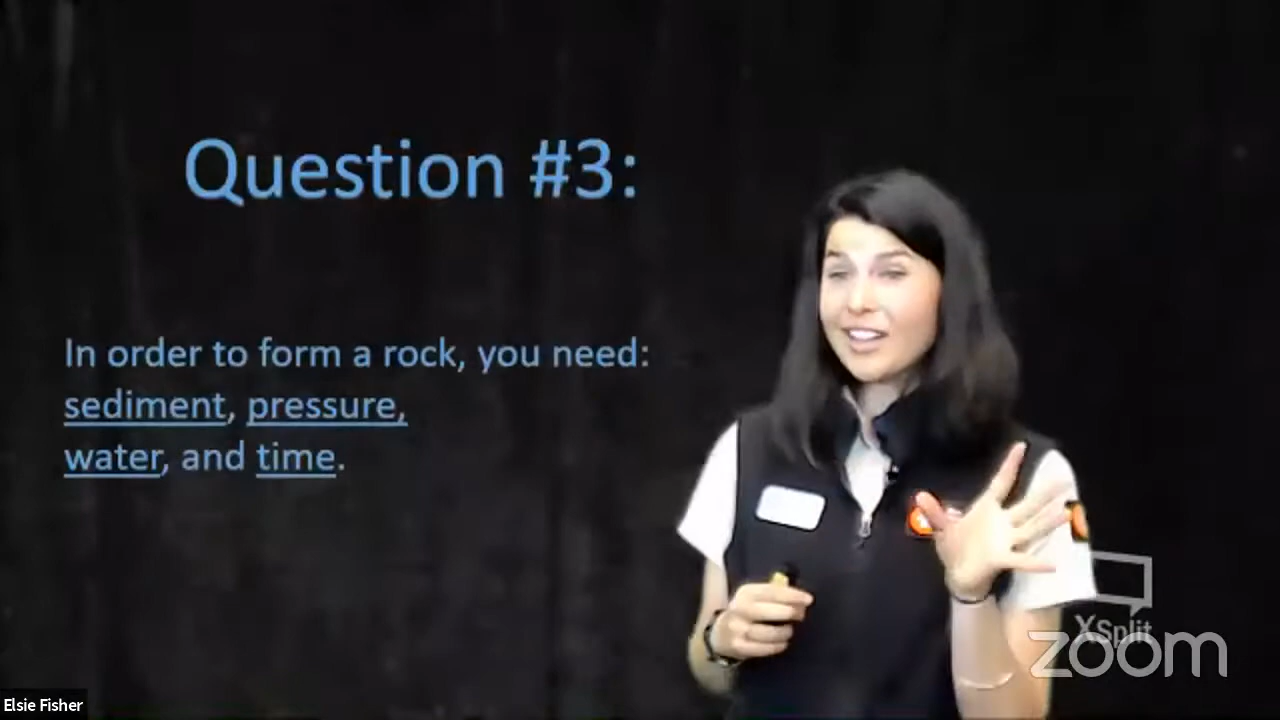 Question #3:
In order to form a rock, you need:
sediment, pressure,
water, and time.
XSplit
zoom
Elsie Fisher